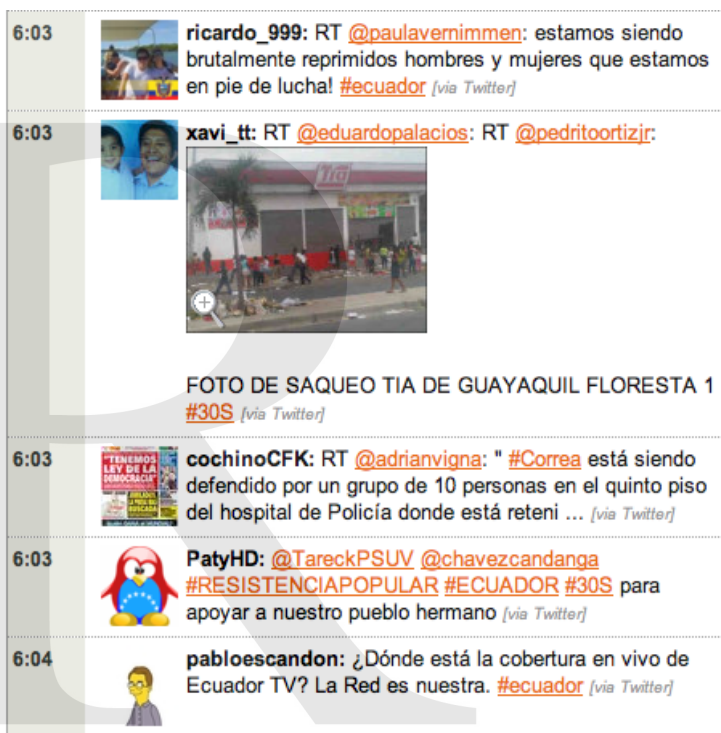 6:03
ricardo_999: RT @paulavernimmen: estamos siendo
brutalmente reprimidos hombres y mujeres que estamos
en pie de lucha! #ecuador [via Twitter]
6:03
xavi_tt: RT @eduardopalacios: RT @pedritoortizjr:
Tia
FOTO DE SAQUEO TIA DE GUAYAQUIL FLORESTA 1
#30S [via Twitter]
6:03
"TENEMOS
LEY DE LA
DEMOCRACIA"
cochinoCFK: RT @adrianvigna: " #Correa está siendo
defendido por un grupo de 10 personas en el quinto piso
del hospital de Policía donde está reteni ... [via Twitter]
6:03
PatyHD: @TareckPSUV @chavezcandanga
#RESISTENCIAPOPULAR #ECUADOR #30S para
apoyar a nuestro pueblo hermano [via Twitter]
6:04
pabloescandon: ¿Dónde está la cobertura en vivo de
Ecuador TV? La Red es nuestra. #ecuador [via Twitter]
R